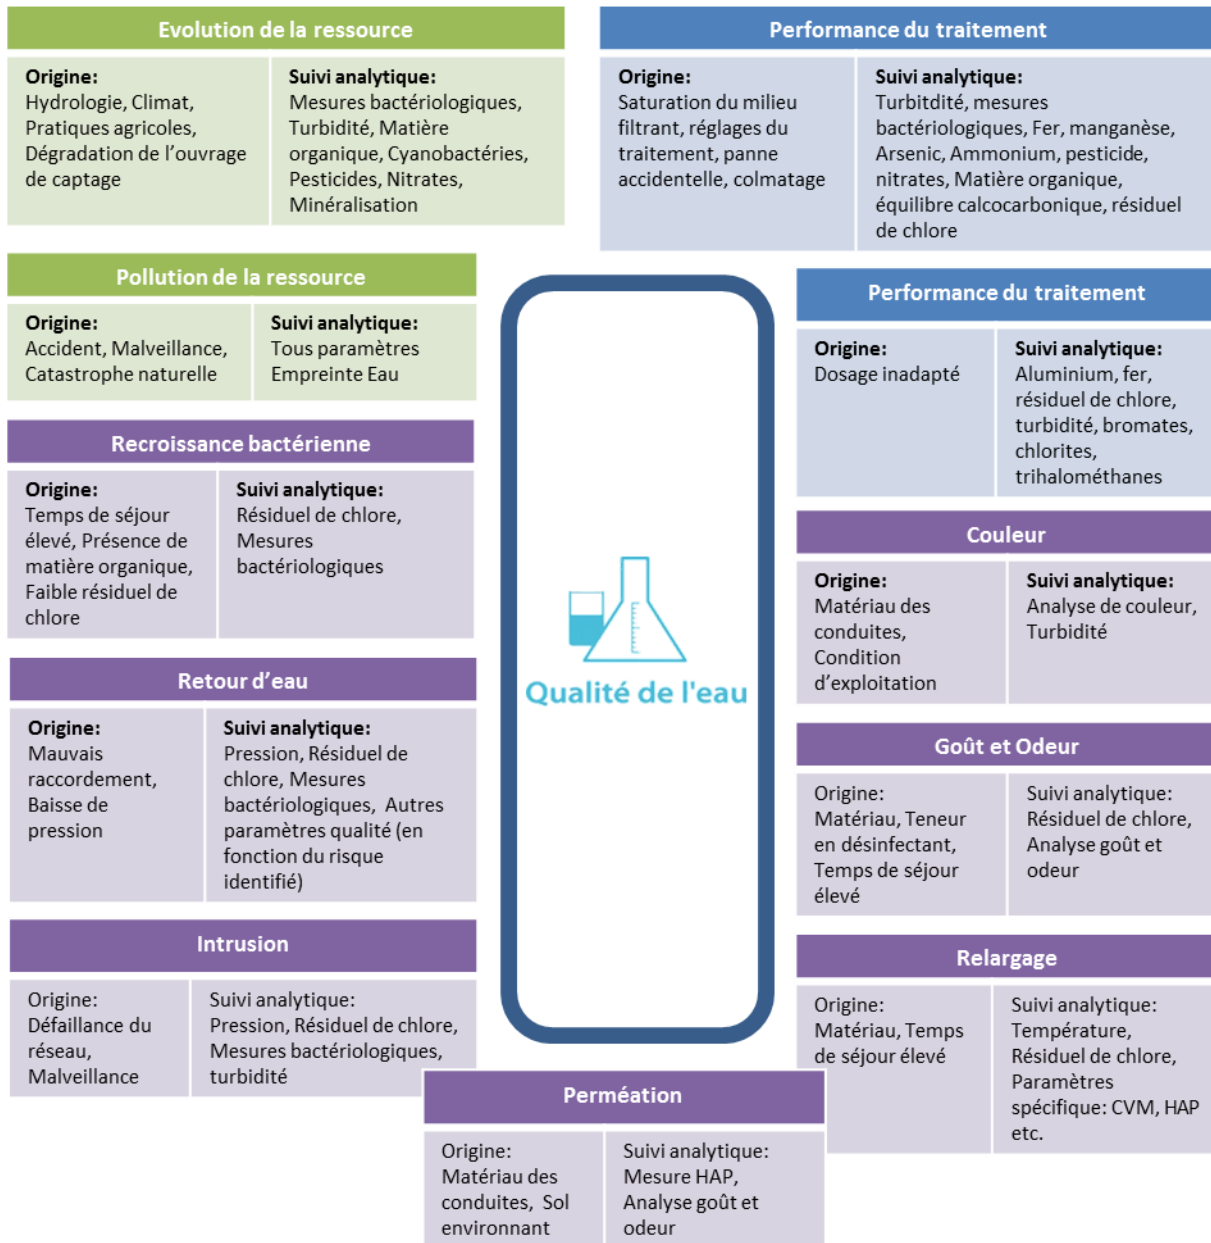 Evolution de la ressource
Origine:
Hydrologie, Climat,
Pratiques agricoles,
Dégradation de l'ouvrage
de captage
Suivi analytique:
Mesures bactériologiques,
Turbidité, Matière
organique, Cyanobactéries,
Pesticides, Nitrates,
Minéralisation
Performance du traitement
Origine:
Saturation du milieu
filtrant, réglages du
traitement, panne
accidentelle, colmatage
Suivi analytique:
Turbitdité, mesures
bactériologiques, Fer, manganèse,
Arsenic, Ammonium, pesticide,
nitrates, Matière organique,
équilibre calcocarbonique, résiduel
de chlore
Pollution de la ressource
Origine:
Accident, Malveillance,
Catastrophe naturelle
Suivi analytique:
Tous paramètres
Empreinte Eau
Performance du traitement
Origine:
Dosage inadapté
Suivi analytique:
Aluminium, fer,
résiduel de chlore,
turbidité, bromates,
chlorites,
trihalométhanes
Recroissance bactérienne
Origine:
Temps de séjour
élevé, Présence de
matière organique,
Faible résiduel de
chlore
Suivi analytique:
Résiduel de chlore,
Mesures
bactériologiques
Couleur
Origine:
Matériau des
conduites,
Condition
d'exploitation
Suivi analytique:
Analyse de couleur,
Turbidité
Qualité de l'eau
Retour d'eau
Origine:
Mauvais
raccordement,
Baisse de
pression
Suivi analytique:
Pression, Résiduel de
chlore, Mesures
bactériologiques, Autres
paramètres qualité (en
fonction du risque
identifié)
Goût et Odeur
Origine:
Matériau, Teneur
en désinfectant,
Temps de séjour
élevé
Suivi analytique:
Résiduel de chlore,
Analyse goût et
odeur
Intrusion
Origine:
Défaillance du
réseau,
Malveillance
Suivi analytique:
Pression, Résiduel de chlore,
Mesures bactériologiques,
turbidité
Relargage
Origine:
Matériau, Temps
de séjour élevé
Suivi analytique:
Température,
Résiduel de chlore,
Paramètres
spécifique: CVM, HAP
etc.
Perméation
Origine:
Matériau des
conduites, Sol
environnant
Suivi analytique:
Mesure HAP,
Analyse goût et
odeur